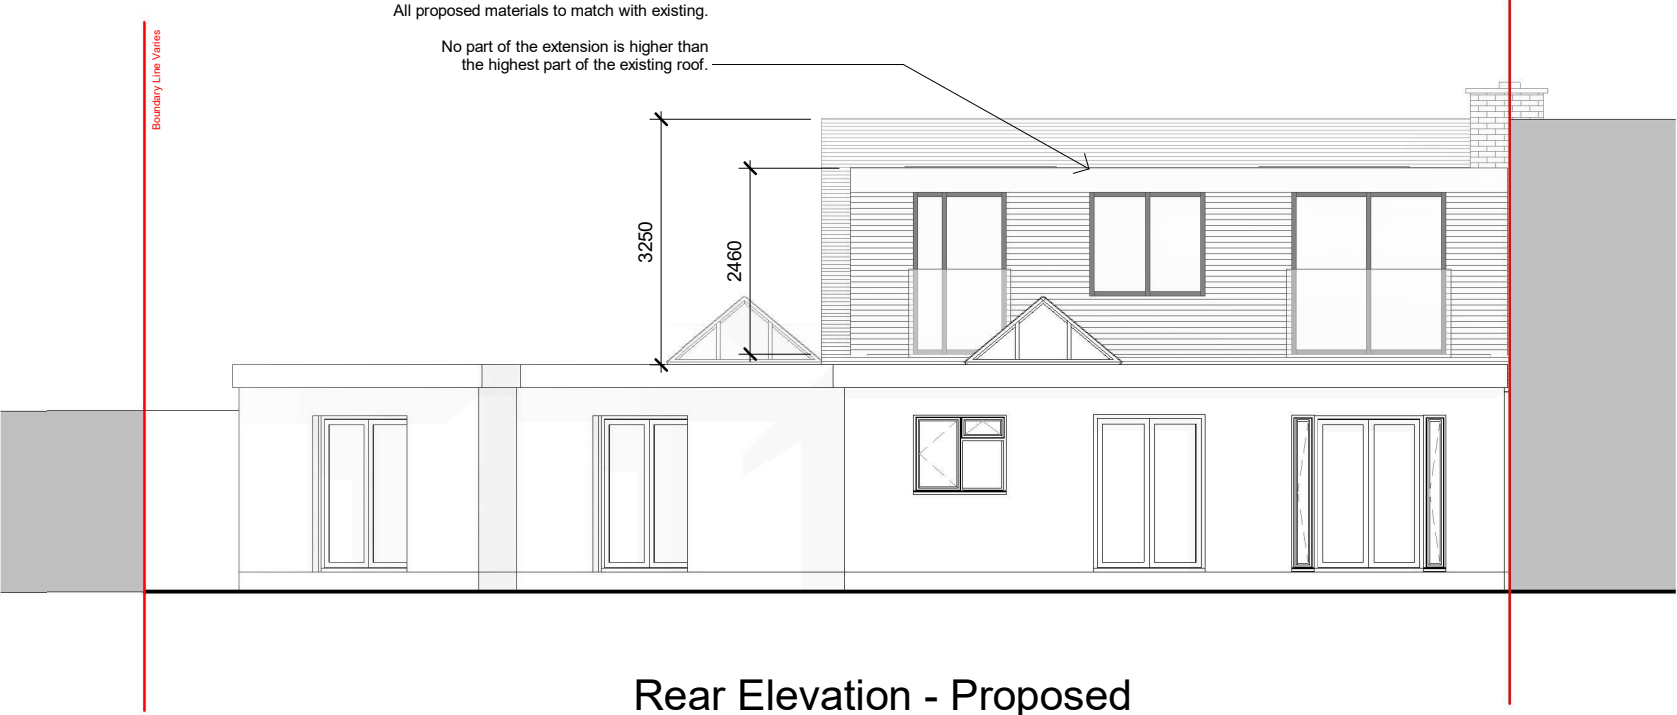 All proposed materials to match with existing.
No part of the extension is higher than
the highest part of the existing roof.
Boundary Line Varies
3250
2460
Rear Elevation - Proposed